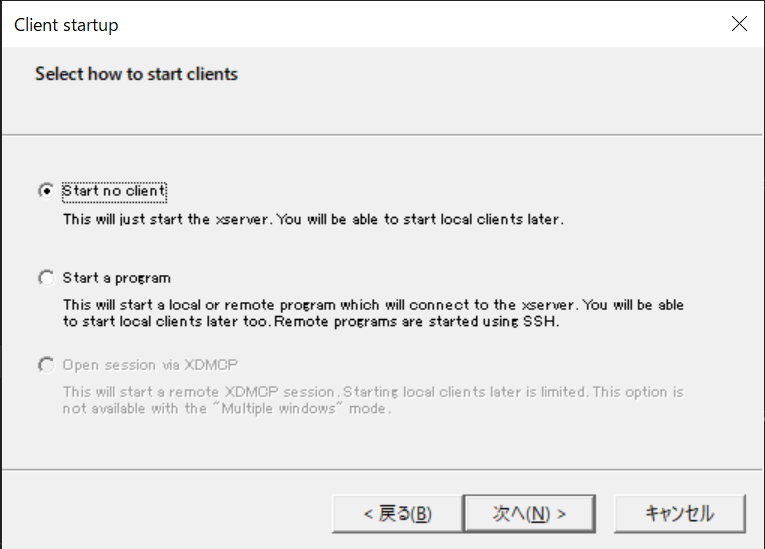 Client startup
Select how to start clients
Start no client
This will just start the xserver. You will be able to start local clients later.
Start a program
This will start a local or remote program which will connect to the xserver. You will be able
to start local clients later too. Remote programs are started using SSH.
Open session via XDMCP
This will start a remote XDMCP session. Starting local clients later is limited. This option is
not available with the "Multiple windows" mode.
< 戻る(B) 次へ(N) > キャンセル